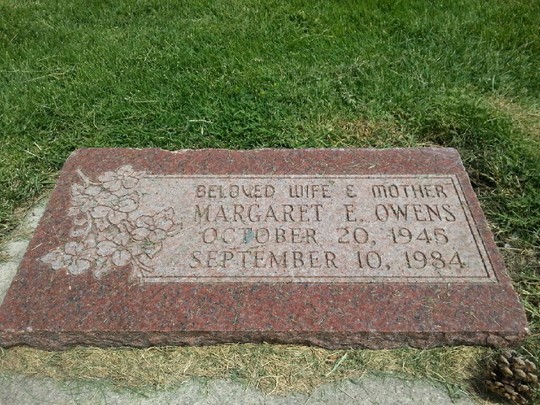 BELOVED WIFE & MOTHER
MARGARET E. OWENS
OCTOBER 20, 1945
SEPTEMBER 10, 1984